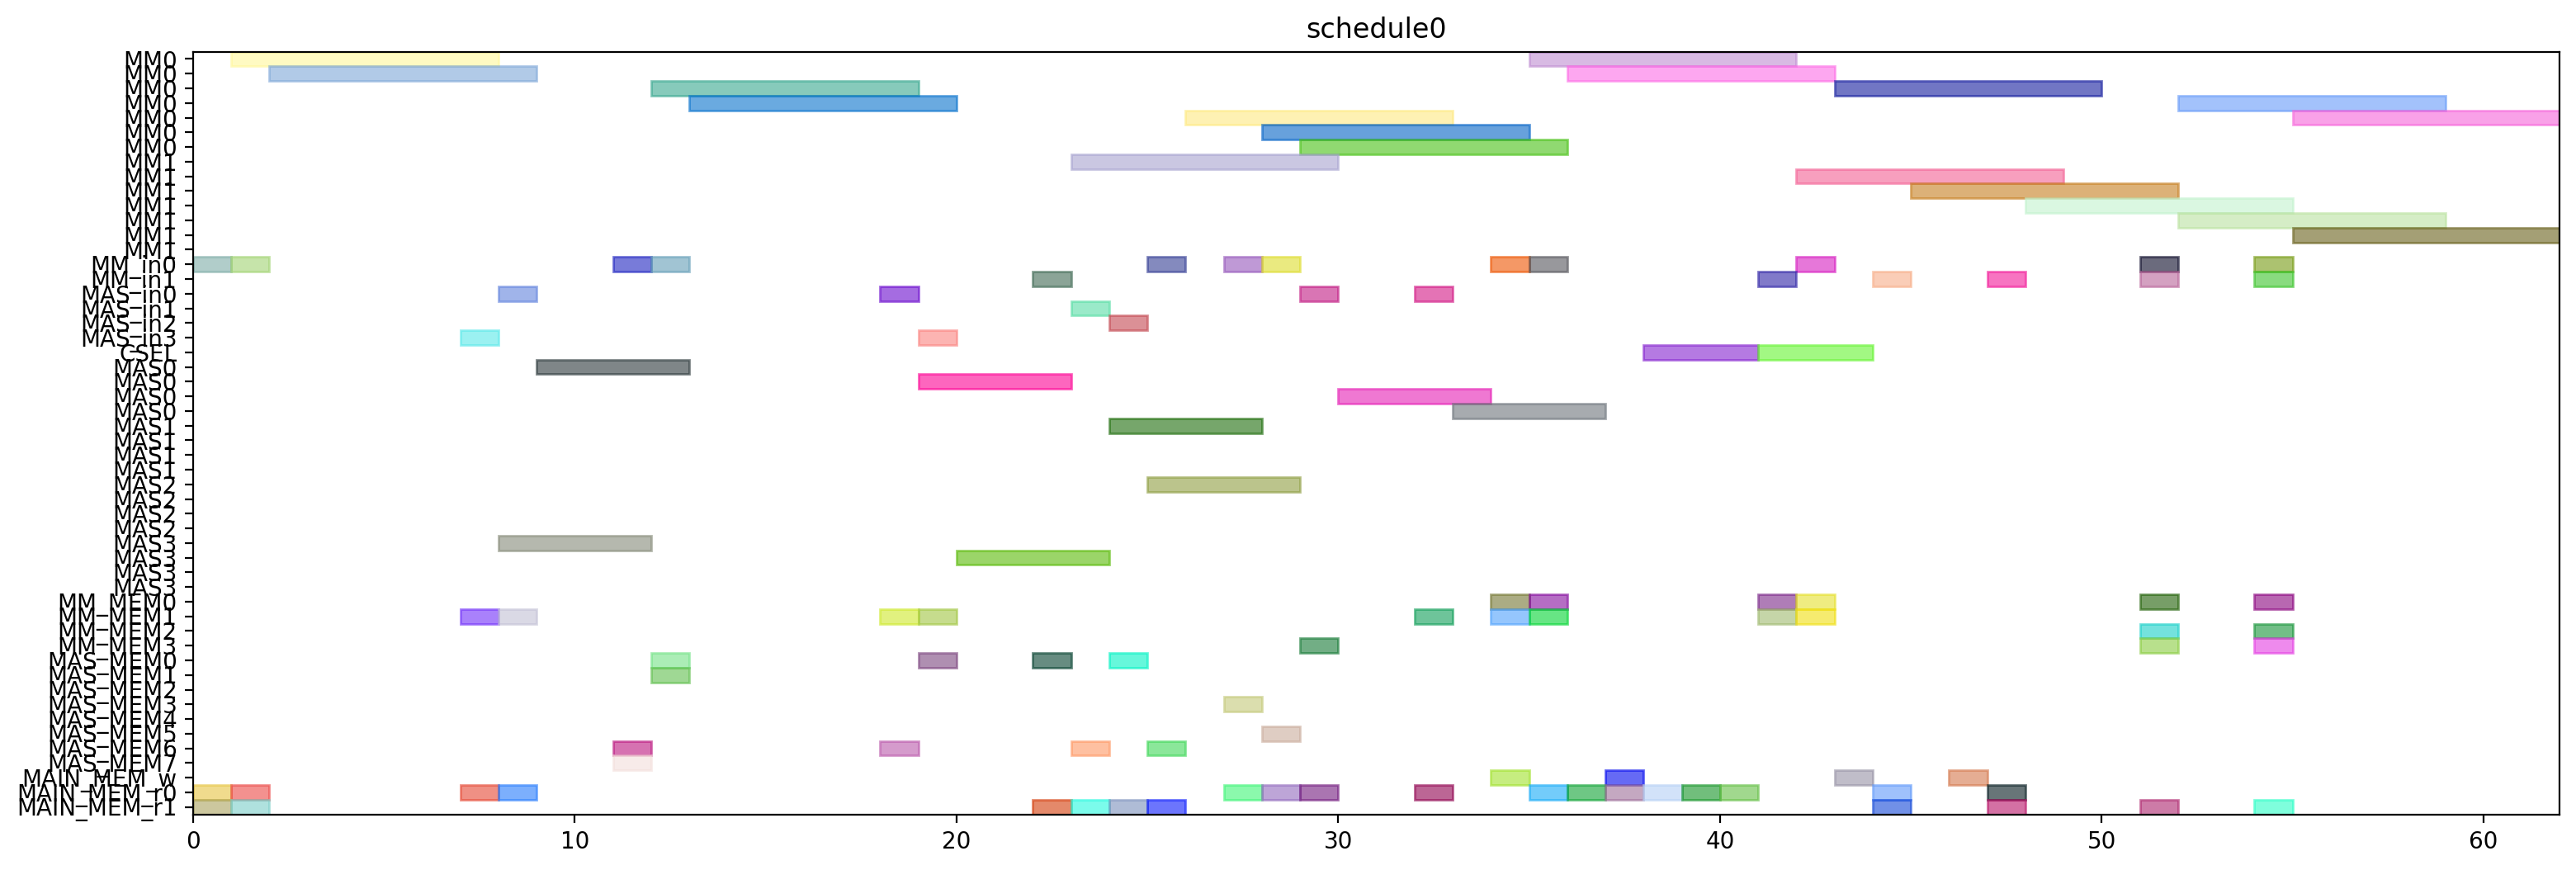 schedule0
MM0
MM0
MM0
MM0
MM0
MM0
MM0
MM1
MM1
MM1
MM1
MM1
MM1
MM1
MM_in0
MM_in1
MAS_in0
MAS_in1
MAS_in2
MAS_in3
CSEL
MAS0
MAS0
MAS0
MAS0
MAS1
MAS1
MAS1
MAS1
MAS2
MAS2
MAS2
MAS2
MAS3
MAS3
MAS3
MAS3
MM_MEM0
MM_MEM1
MM_MEM2
MM_MEM3
MAS_MEM0
MAS_MEM1
MAS_MEM2
MAS_MEM3
MAS_MEM4
MAS_MEM5
MAS_MEM6
MAS_MEM7
MAIN_MEM_w
MAIN_MEM_r0
MAIN_MEM_r1
0 10 20 30 40 50 60